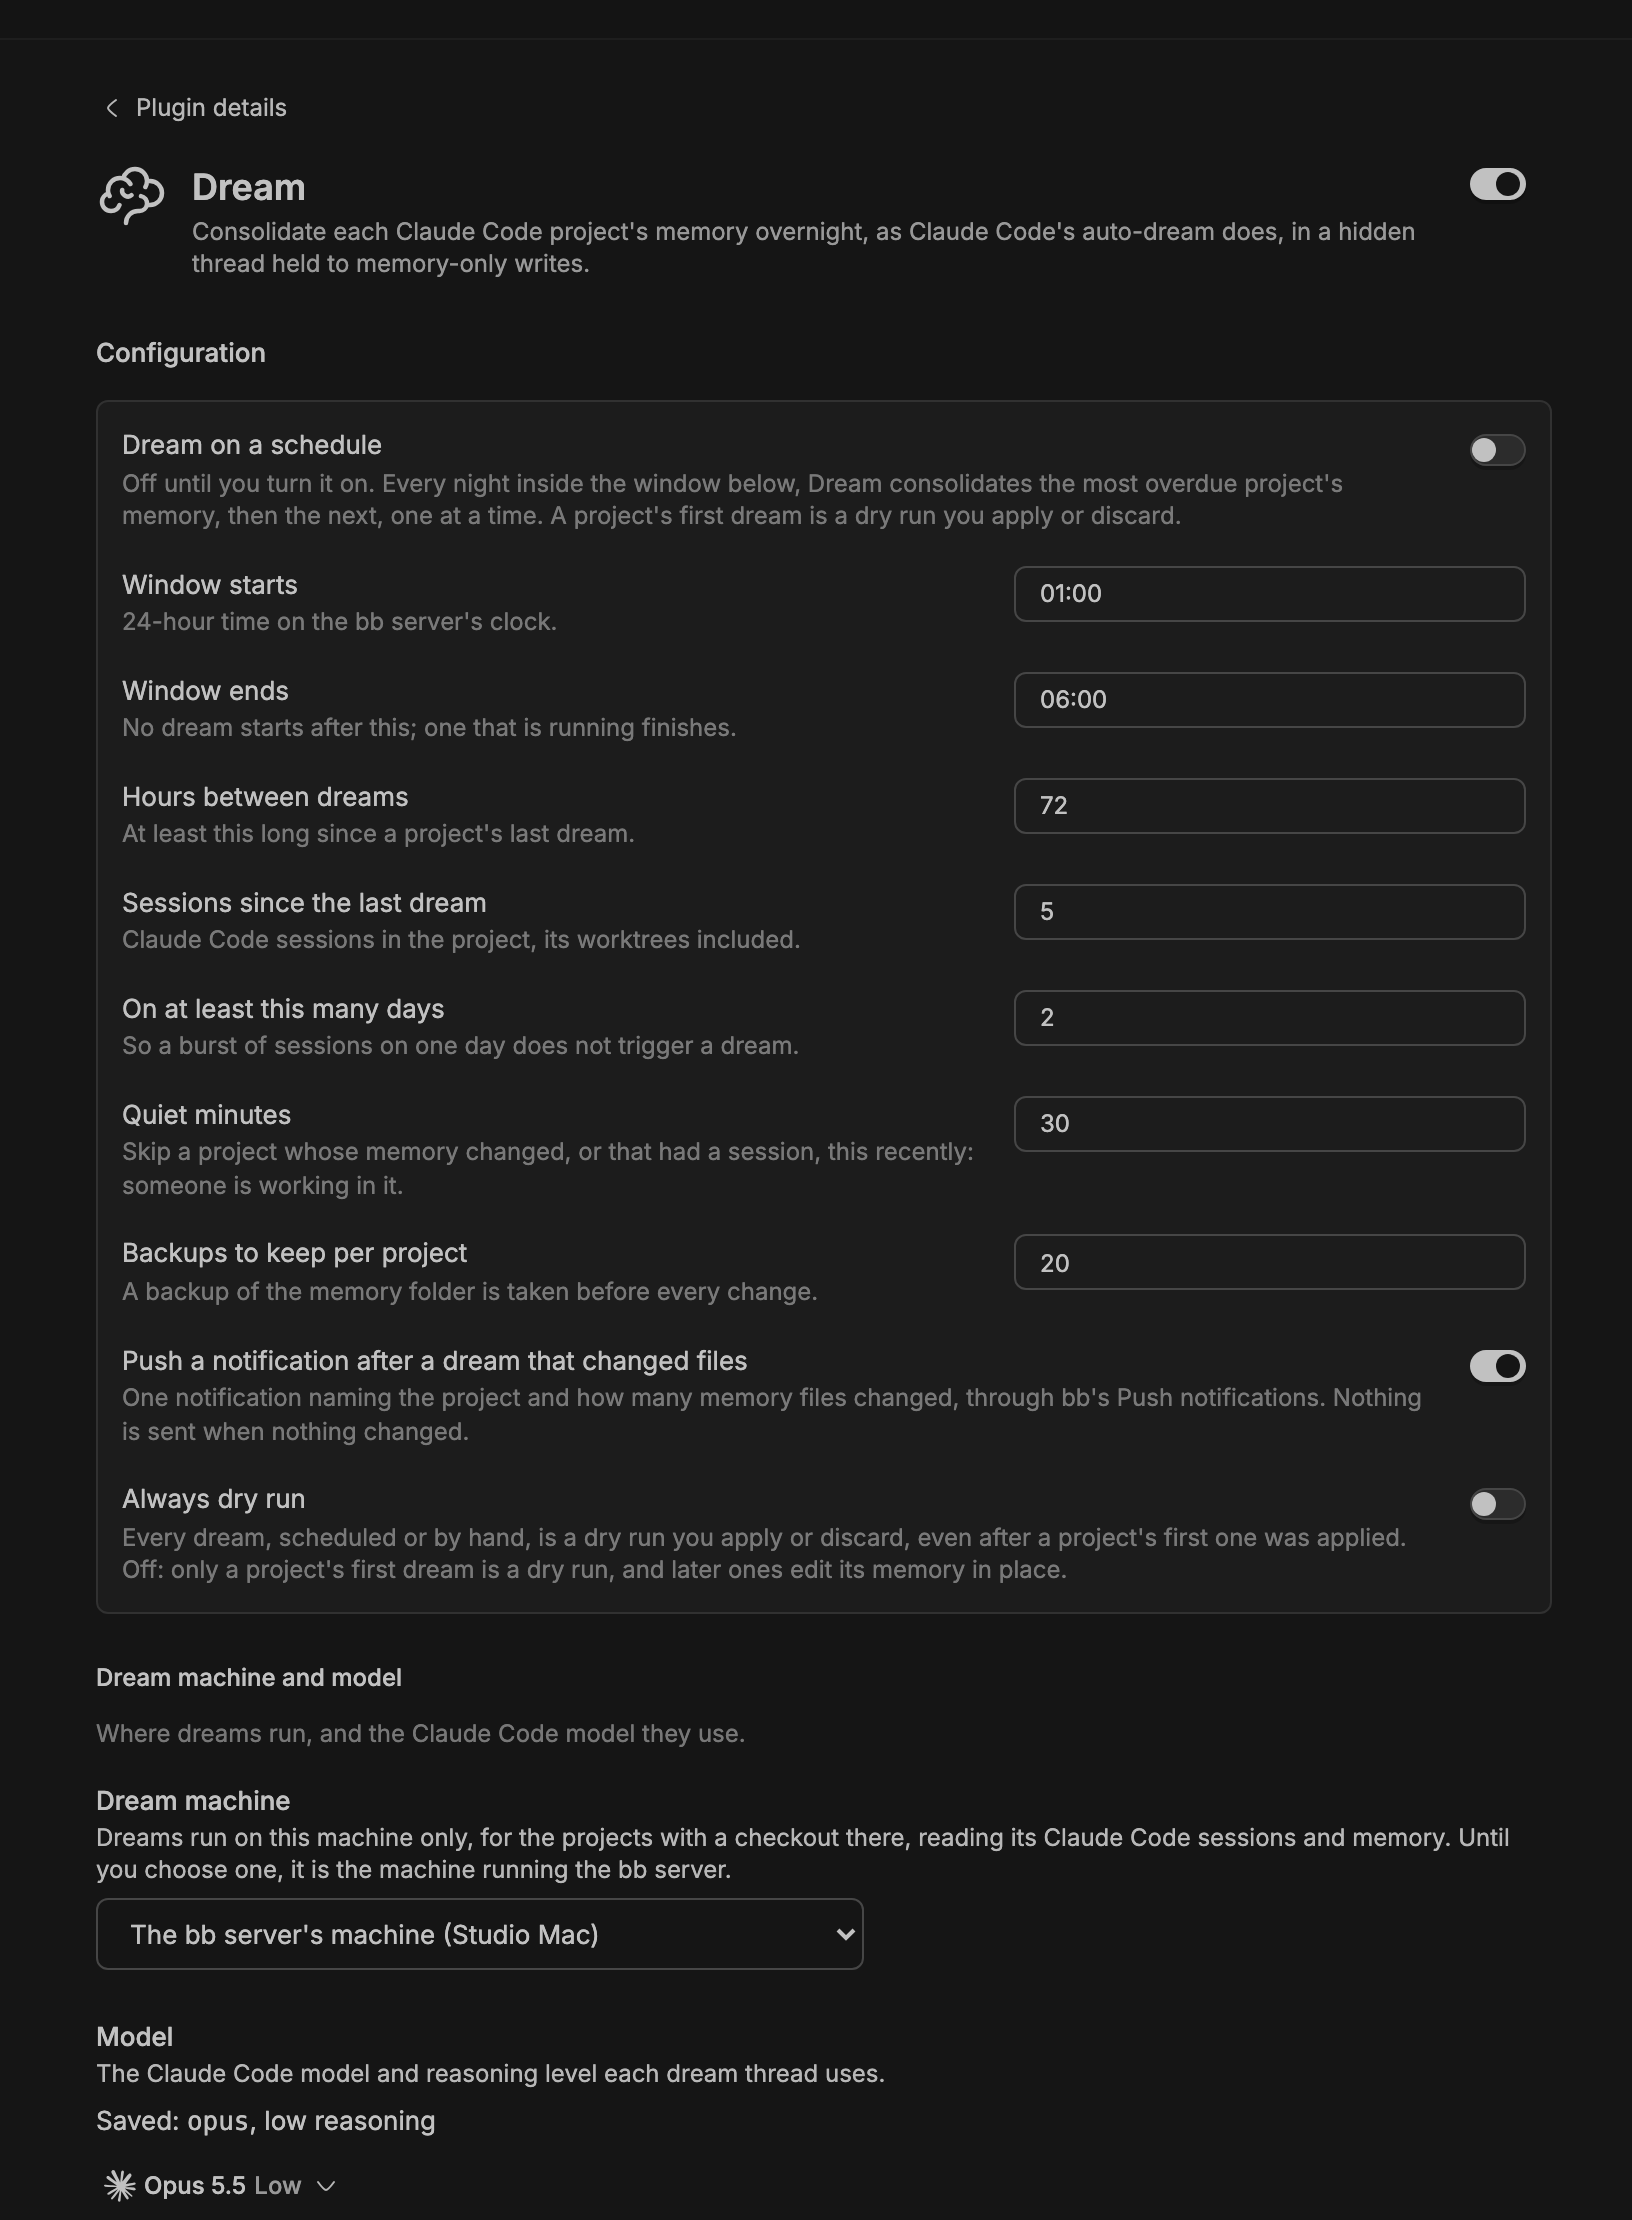 Plugin details
Dream
Consolidate each Claude Code project's memory overnight, as Claude Code's auto-dream does, in a hidden
thread held to memory-only writes.
Configuration
Dream on a schedule
Off until you turn it on. Every night inside the window below, Dream consolidates the most overdue project's
memory, then the next, one at a time. A project's first dream is a dry run you apply or discard.
Window starts
01:00
24-hour time on the bb server's clock.
Window ends
06:00
No dream starts after this; one that is running finishes.
Hours between dreams
72
At least this long since a project's last dream.
Sessions since the last dream
5
Claude Code sessions in the project, its worktrees included.
On at least this many days
2
So a burst of sessions on one day does not trigger a dream.
Quiet minutes
30
Skip a project whose memory changed, or that had a session, this recently:
someone is working in it.
Backups to keep per project
20
A backup of the memory folder is taken before every change.
Push a notification after a dream that changed files
One notification naming the project and how many memory files changed, through bb's Push notifications. Nothing
is sent when nothing changed.
Always dry run
Every dream, scheduled or by hand, is a dry run you apply or discard, even after a project's first one was applied.
Off: only a project's first dream is a dry run, and later ones edit its memory in place.
Dream machine and model
Where dreams run, and the Claude Code model they use.
Dream machine
Dreams run on this machine only, for the projects with a checkout there, reading its Claude Code sessions and memory. Until
you choose one, it is the machine running the bb server.
The bb server's machine (Studio Mac)
Model
The Claude Code model and reasoning level each dream thread uses.
Saved: opus, low reasoning
Opus 5.5 Low